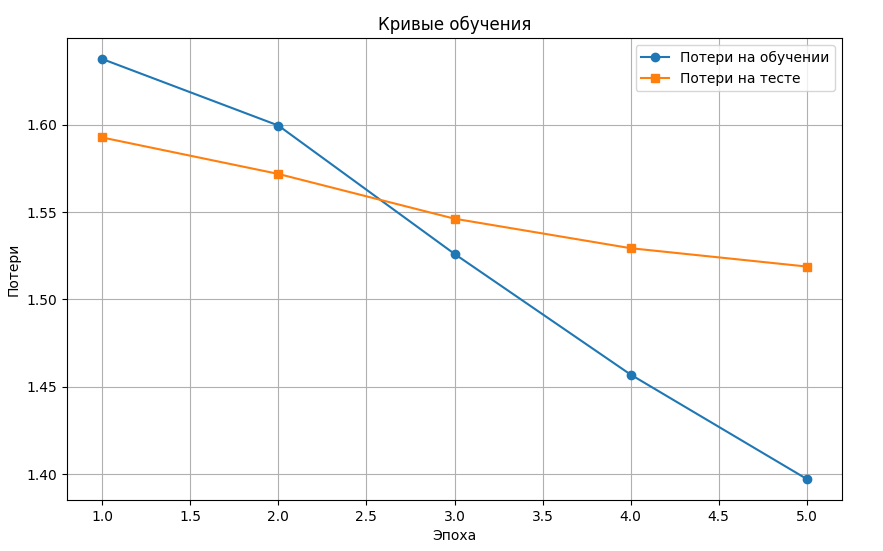 Кривые обучения
Потери на обучении
Потери на тесте
1.60
1.55
1.50
1.45
1.40
Потери
1.0 1.5 2.0 2.5 3.0 3.5 4.0 4.5 5.0
Эпоха